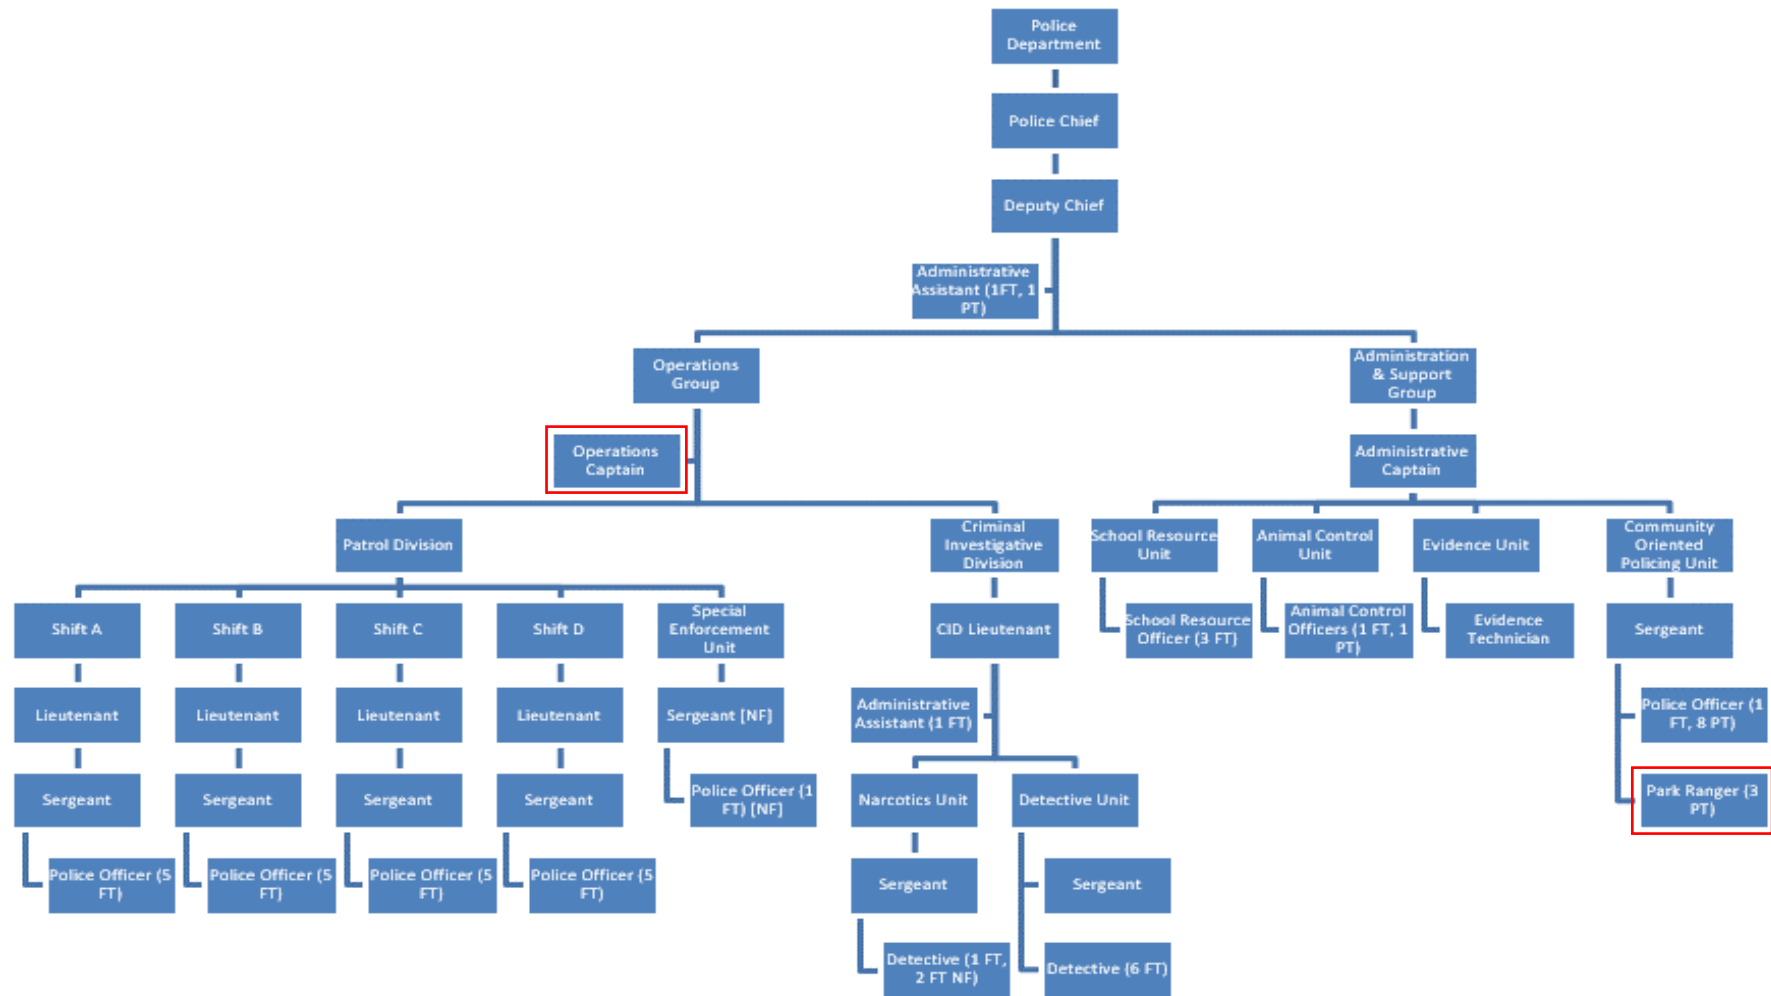 Police
Department
Police Chief
Deputy Chief
Administrative
Assistant (1FT, 1
PT)
Operations
Group
Administration
& Support
Group
Operations
Captain
Administrative
Captain
Patrol Division
Criminal
Investigative
Division
School Resource
Unit
Animal Control
Unit
Evidence Unit
Community
Oriented
Policing Unit
Shift A
Shift B
Shift C
Shift D
Special
Enforcement
Unit
CID Lieutenant
School Resource
Officer (3 FT)
Animal Control
Officers (1 FT, 1
PT)
Evidence
Technician
Sergeant
Lieutenant
Lieutenant
Lieutenant
Lieutenant
Sergeant [NF]
Administrative
Assistant (1 FT)
Police Officer (1
FT, 8 PT)
Sergeant
Sergeant
Sergeant
Sergeant
Police Officer (1
FT) [NF]
Narcotics Unit
Detective Unit
Park Ranger (3
PT)
Police Officer (5
FT)
Police Officer (5
FT)
Police Officer (5
FT)
Police Officer (5
FT)
Sergeant
Sergeant
Detective (1 FT,
2 FT NF)
Detective (6 FT)